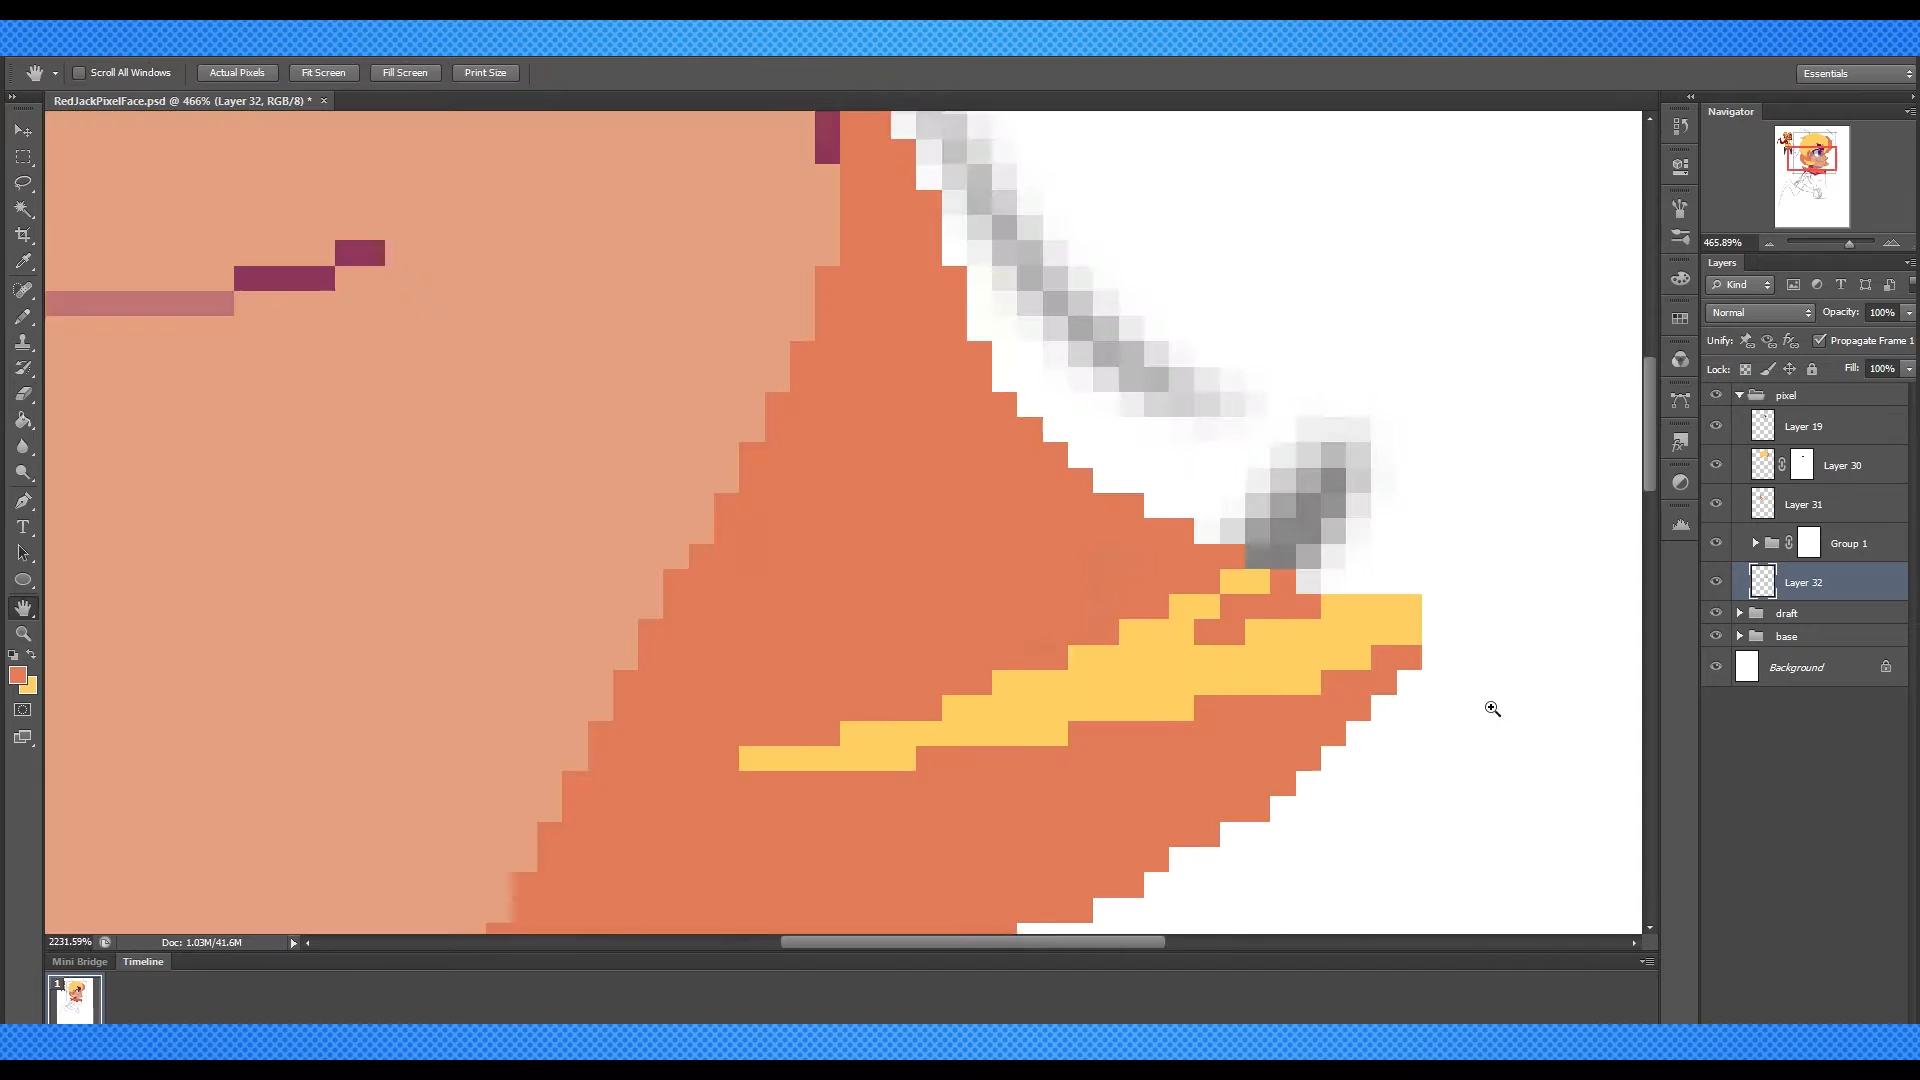 Scroll All Windows Actual Pixels Fit Screen Fill Screen Print Size Essentials
RedJackPixelFace.psd @ 466% (Layer 32, RGB/8) * ×
Navigator
465.89%
Layers
Kind
Normal Opacity: 100%
Unify: Propagate Frame 1
Lock: Fill: 100%
pixel
Layer 19
Layer 30
Layer 31
Group 1
Layer 32
draft
base
Background
2231.59% Doc: 1.03M/41.6M
Mini Bridge Timeline
1